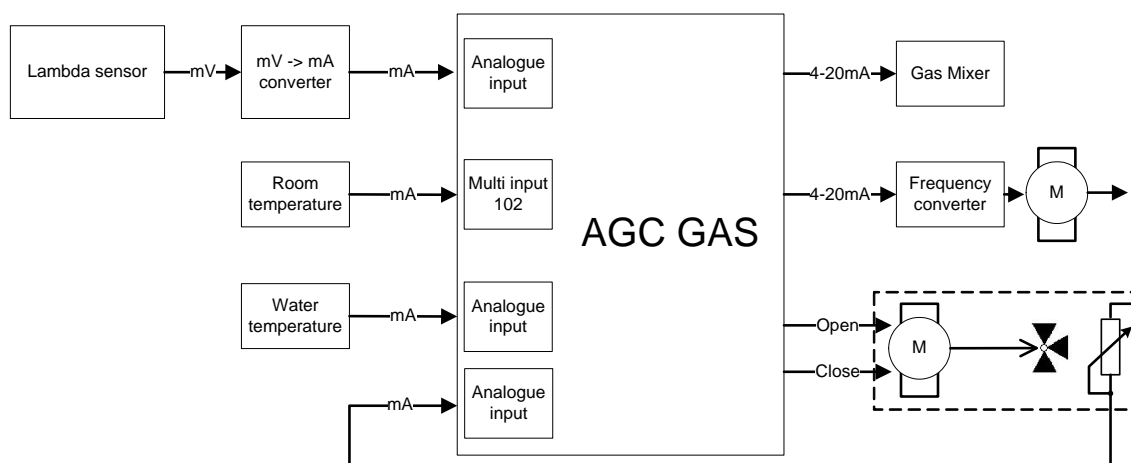 Lambda sensor
mV
mV -> mA
converter
mA
Analogue
input
4-20mA
Gas Mixer
Room
temperature
mA
Multi input
102
AGC GAS
4-20mA
Frequency
converter
M
Water
temperature
mA
Analogue
input
Open
Close
M
mA
Analogue
input